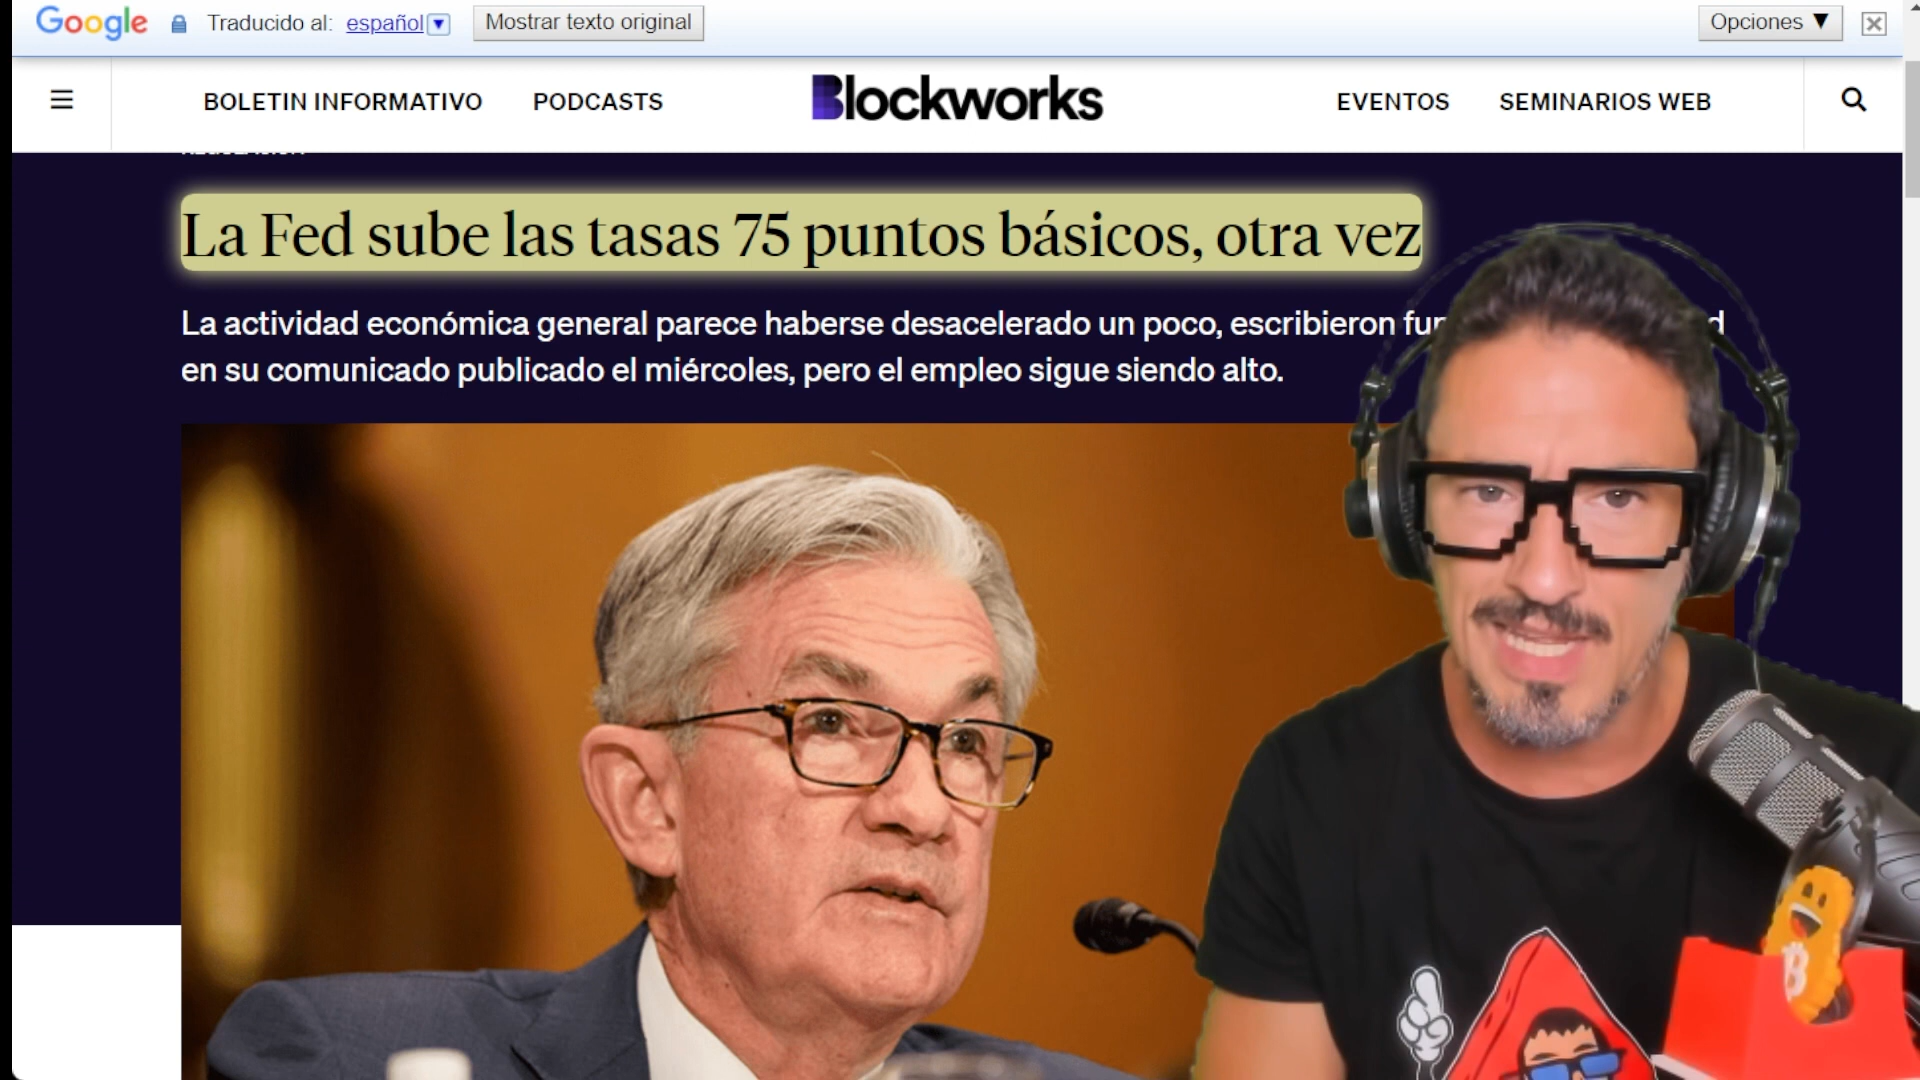 Google Traducido al: español Mostrar texto original Opciones
BOLETIN INFORMATIVO PODCASTS Blockworks EVENTOS SEMINARIOS WEB
La Fed sube las tasas 75 puntos básicos, otra vez
La actividad económica general parece haberse desacelerado un poco, escribieron
en su comunicado publicado el miércoles, pero el empleo sigue siendo alto.
B